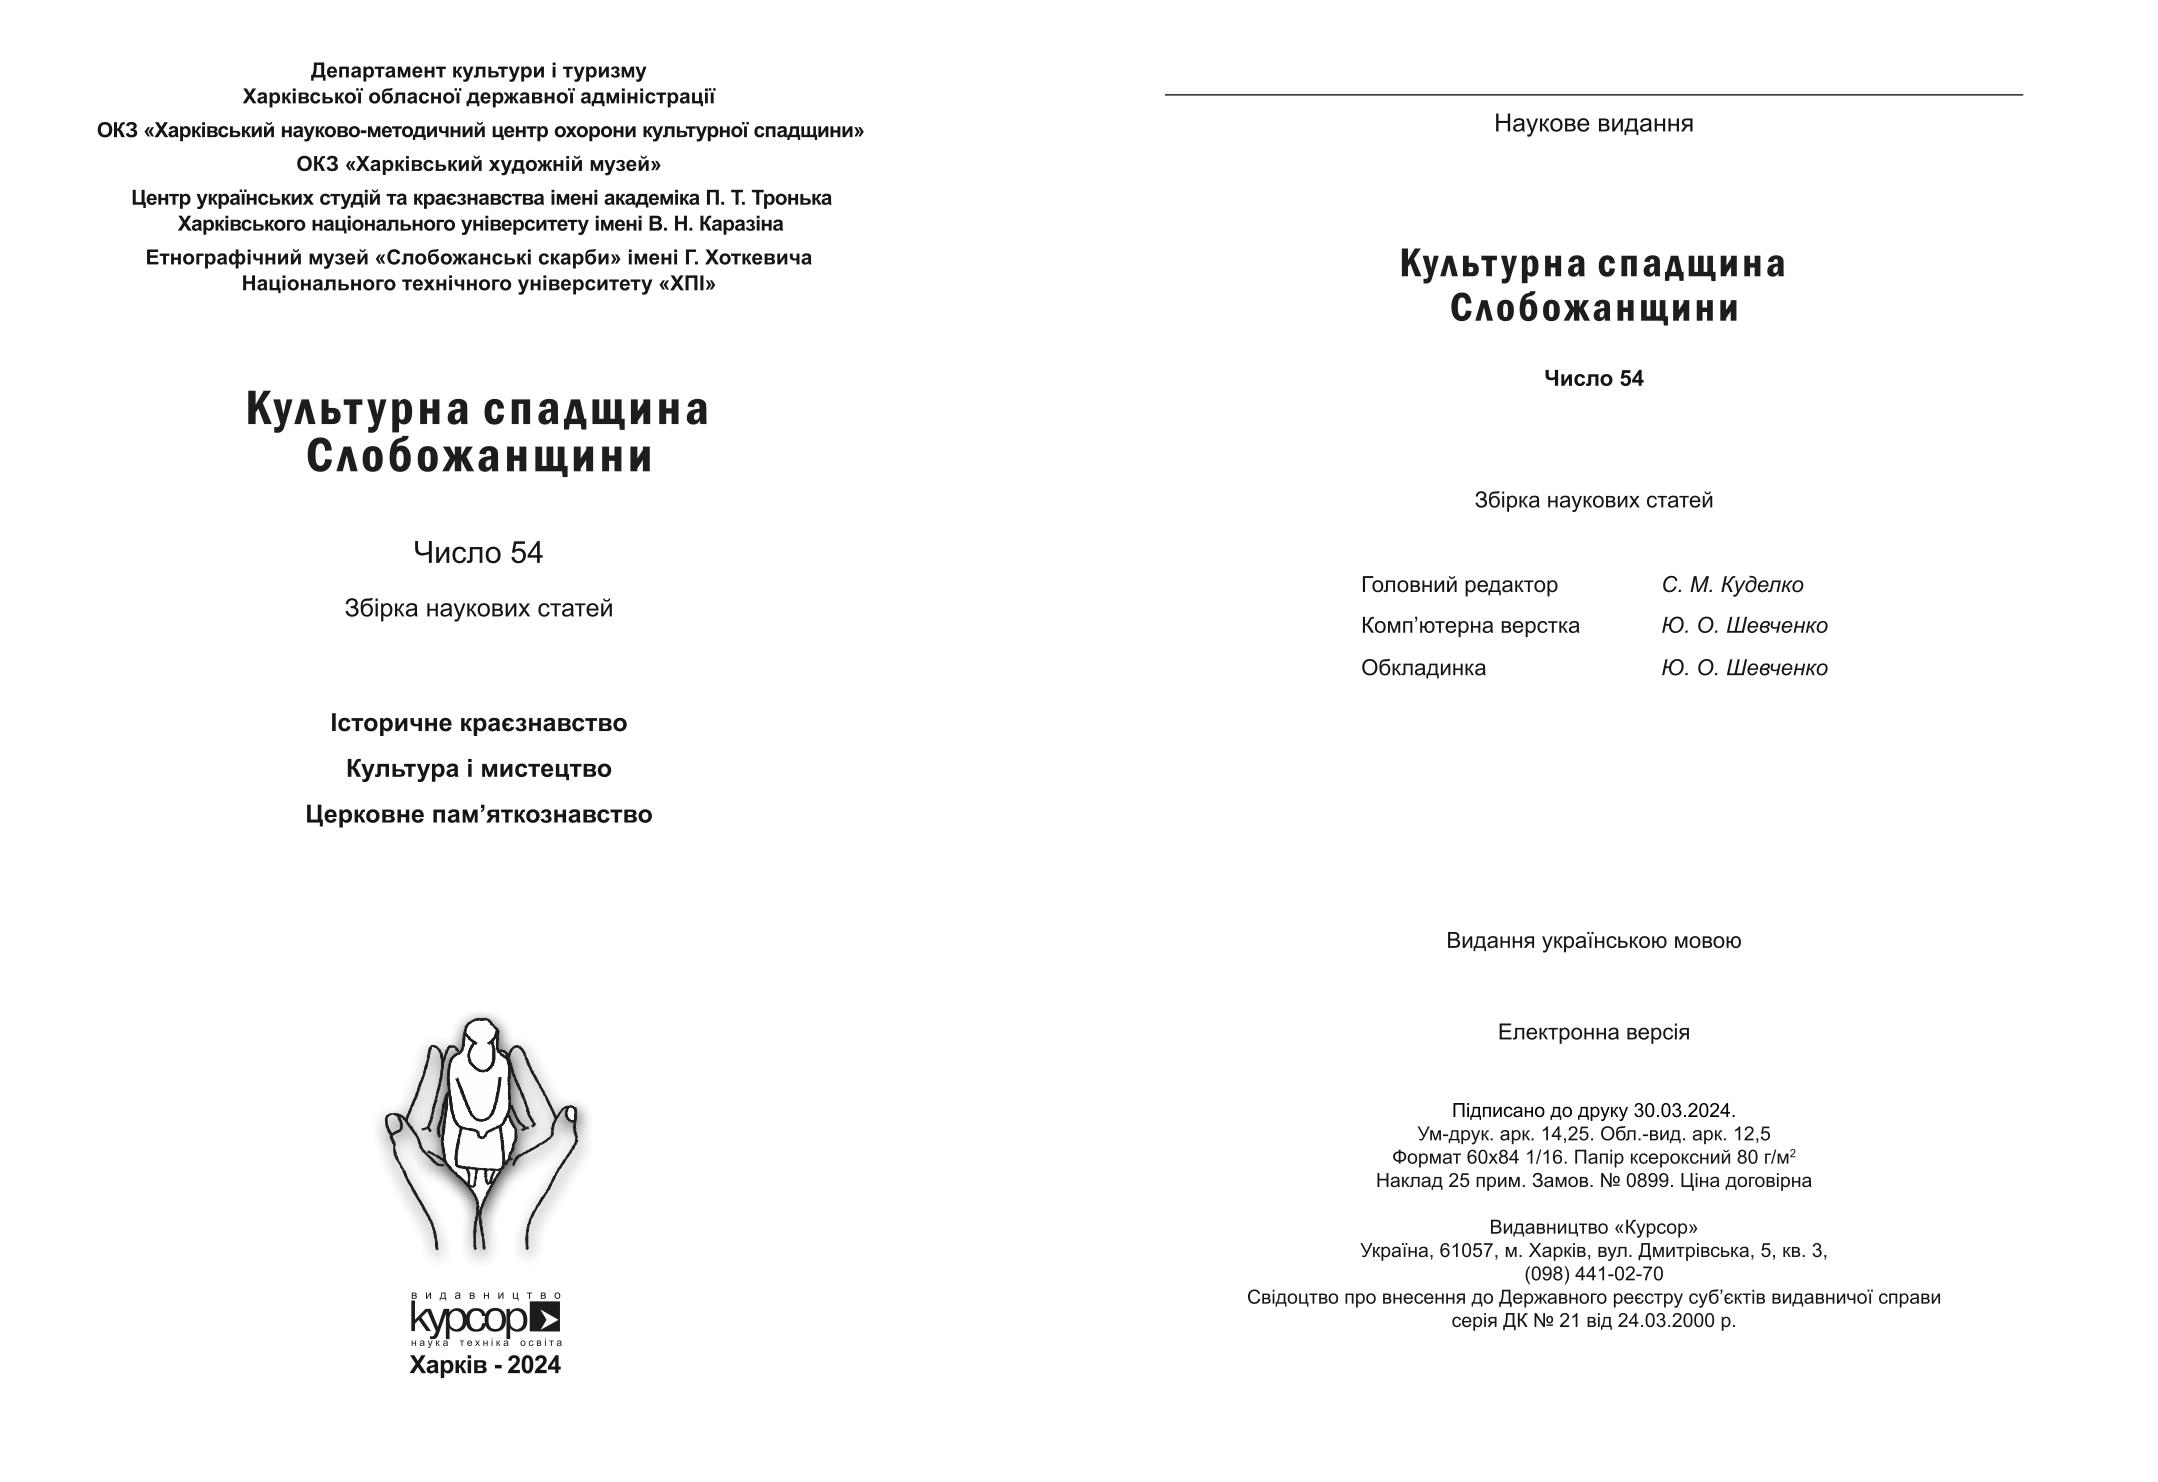 Департамент культури і туризму
Харківської обласної державної адміністрації
ОКЗ «Харківський науково-методичний центр охорони культурної спадщини»
ОКЗ «Харківський художній музей»
Центр українських студій та краєзнавства імені академіка П. Т. Тронька
Харківського національного університету імені В. Н. Каразіна
Етнографічний музей «Слобожанські скарби» імені Г. Хоткевича
Національного технічного університету «ХПІ»
Культурна спадщина
Слобожанщини
Число 54
Збірка наукових статей
Історичне краєзнавство
Культура і мистецтво
Церковне пам’яткознавство
видавництво
курсор
наука техніка освіта
Харків - 2024
Наукове видання
Культурна спадщина
Слобожанщини
Число 54
Збірка наукових статей
Головний редактор С. М. Куделко
Комп’ютерна верстка Ю. О. Шевченко
Обкладинка Ю. О. Шевченко
Видання українською мовою
Електронна версія
Підписано до друку 30.03.2024.
Ум-друк. арк. 14,25. Обл.-вид. арк. 12,5
Формат 60х84 1/16. Папір ксероксний 80 г/м²
Наклад 25 прим. Замов. № 0899. Ціна договірна
Видавництво «Курсор»
Україна, 61057, м. Харків, вул. Дмитрівська, 5, кв. 3,
(098) 441-02-70
Свідоцтво про внесення до Державного реєстру суб’єктів видавничої справи
серія ДК № 21 від 24.03.2000 р.